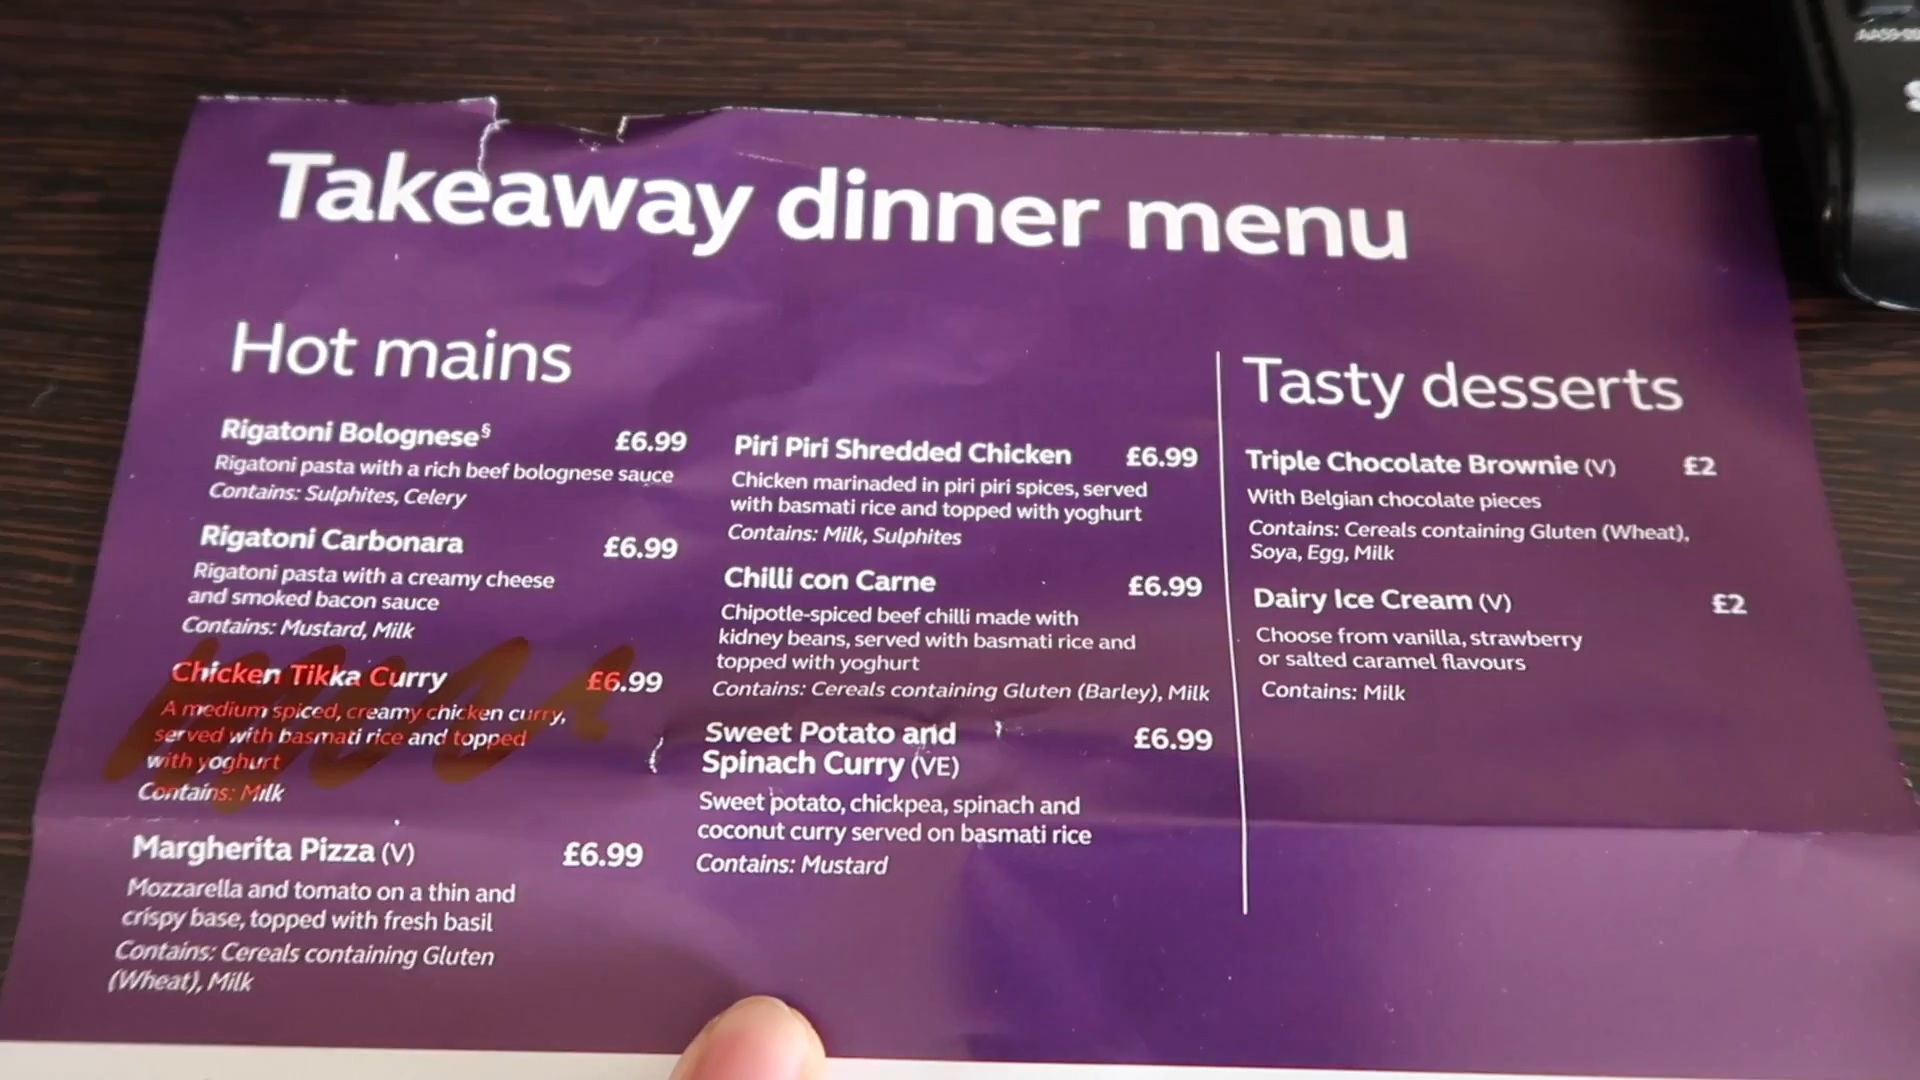 Takeaway dinner menu
Hot mains
Rigatoni Bolognese§ £6.99
Rigatoni pasta with a rich beef bolognese sauce
Contains: Sulphites, Celery
Rigatoni Carbonara £6.99
Rigatoni pasta with a creamy cheese
and smoked bacon sauce
Contains: Mustard, Milk
Chicken Tikka Curry £6.99
A medium spiced, creamy chicken curry,
served with basmati rice and topped
with yoghurt
Contains: Milk
Margherita Pizza (V) £6.99
Mozzarella and tomato on a thin and
crispy base, topped with fresh basil
Contains: Cereals containing Gluten
(Wheat), Milk
Piri Piri Shredded Chicken £6.99
Chicken marinaded in piri piri spices, served
with basmati rice and topped with yoghurt
Contains: Milk, Sulphites
Chilli con Carne £6.99
Chipotle-spiced beef chilli made with
kidney beans, served with basmati rice and
topped with yoghurt
Contains: Cereals containing Gluten (Barley), Milk
Sweet Potato and
Spinach Curry (VE) £6.99
Sweet potato, chickpea, spinach and
coconut curry served on basmati rice
Contains: Mustard
Tasty desserts
Triple Chocolate Brownie (V) £2
With Belgian chocolate pieces
Contains: Cereals containing Gluten (Wheat),
Soya, Egg, Milk
Dairy Ice Cream (V) £2
Choose from vanilla, strawberry
or salted caramel flavours
Contains: Milk